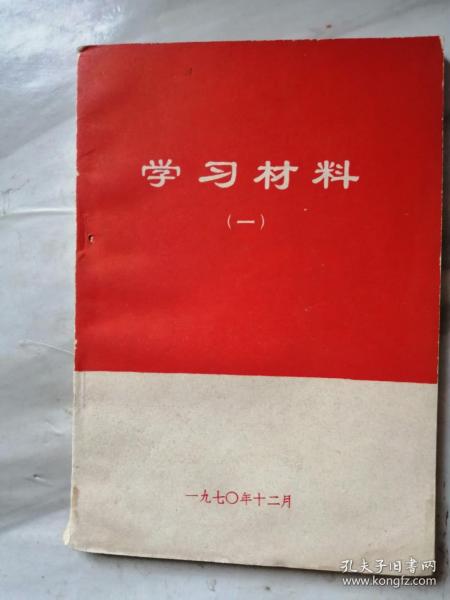 学习材料
(一)
一九七〇年十二月
孔夫子旧书网
www.kongfz.com